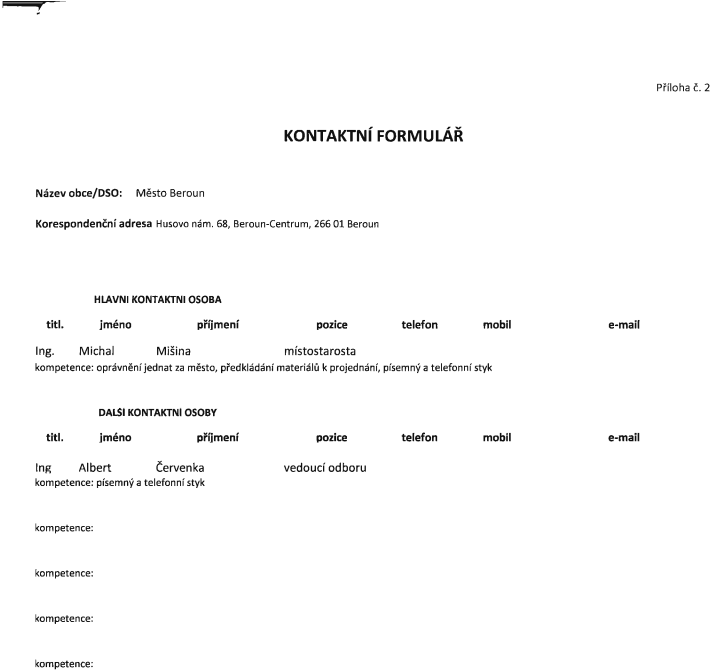 Příloha č. 2
KONTAKTNÍ FORMULÁŘ
Název obce/DSO: Město Beroun
Korespondenční adresa Husovo nám. 68, Beroun-Centrum, 266 01 Beroun
HLAVNI KONTAKTNI OSOBA
titl. jméno příjmení pozice telefon mobil e-mail
Ing. Michal Mišina místostarosta
kompetence: oprávnění jednat za město, předkládání materiálů k projednání, písemný a telefonní styk
DALSI KONTAKTNI OSOBY
titl. jméno příjmení pozice telefon mobil e-mail
Ing Albert Červenka vedoucí odboru
kompetence: písemný a telefonní styk
kompetence:
kompetence:
kompetence:
kompetence: